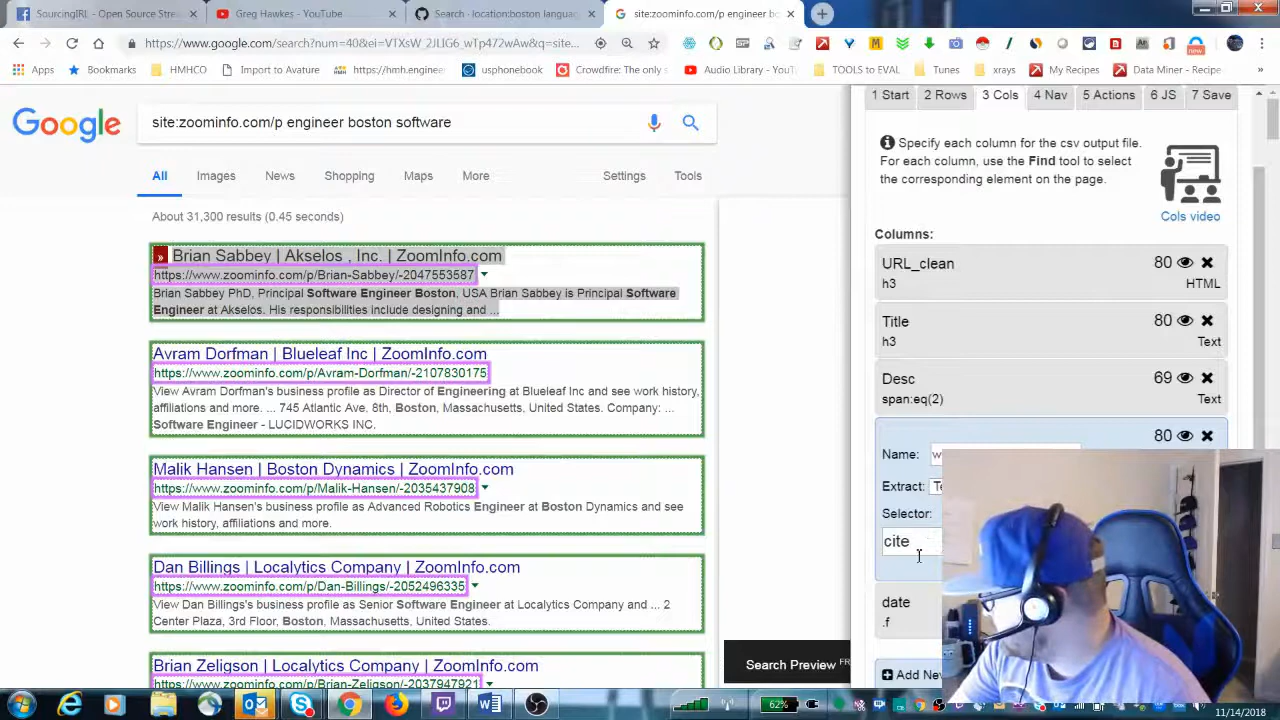 SourcingIRL - Open Source Stre
Greg Hawkes - YouTube
Search · location:boston languag
site:zoominfo.com/p engineer bo
https://www.google.com/search?num=40&ei=VTXsW_2JLIG6_wTp472wAw&q=site...
Apps
Bookmarks
HMHCO
Invite to Avature
https://hmh.hangouts
usphonebook
Crowdfire: The only s
Audio Library - YouT
TOOLS to EVAL
Tunes
xrays
My Recipes
Data Miner - Recipe
»
Google
site:zoominfo.com/p engineer boston software
All
Images
News
Shopping
Maps
More
Settings
Tools
About 31,300 results (0.45 seconds)
» Brian Sabbey | Akselos , Inc. | ZoomInfo.com
https://www.zoominfo.com/p/Brian-Sabbey/-2047553587
Brian Sabbey PhD, Principal Software Engineer Boston, USA Brian Sabbey is Principal Software
Engineer at Akselos. His responsibilities include designing and ...
Avram Dorfman | Blueleaf Inc | ZoomInfo.com
https://www.zoominfo.com/p/Avram-Dorfman/-2107830175
View Avram Dorfman's business profile as Director of Engineering at Blueleaf Inc and see work history,
affiliations and more. ... 745 Atlantic Ave. 8th, Boston, Massachusetts, United States. Company: ...
Software Engineer - LUCIDWORKS INC.
Malik Hansen | Boston Dynamics | ZoomInfo.com
https://www.zoominfo.com/p/Malik-Hansen/-2035437908
View Malik Hansen's business profile as Advanced Robotics Engineer at Boston Dynamics and see
work history, affiliations and more.
Dan Billings | Localytics Company | ZoomInfo.com
https://www.zoominfo.com/p/Dan-Billings/-2052496335
View Dan Billings's business profile as Senior Software Engineer at Localytics Company and ... 2
Center Plaza, 3rd Floor, Boston, Massachusetts, United States.
Brian Zeligson | Localytics Company | ZoomInfo.com
https://www.zoominfo.com/p/Brian-Zeligson/-2037947921
Search Preview FR
1 Start
2 Rows
3 Cols
4 Nav
5 Actions
6 JS
7 Save
Specify each column for the csv output file.
For each column, use the Find tool to select
the corresponding element on the page.
Cols video
Columns:
URL_clean 80
h3 HTML
Title 80
h3 Text
Desc 69
span:eq(2) Text
80
Name: w
Extract: Te
Selector:
cite
date
.f
Add Nev
62%
11/14/2018